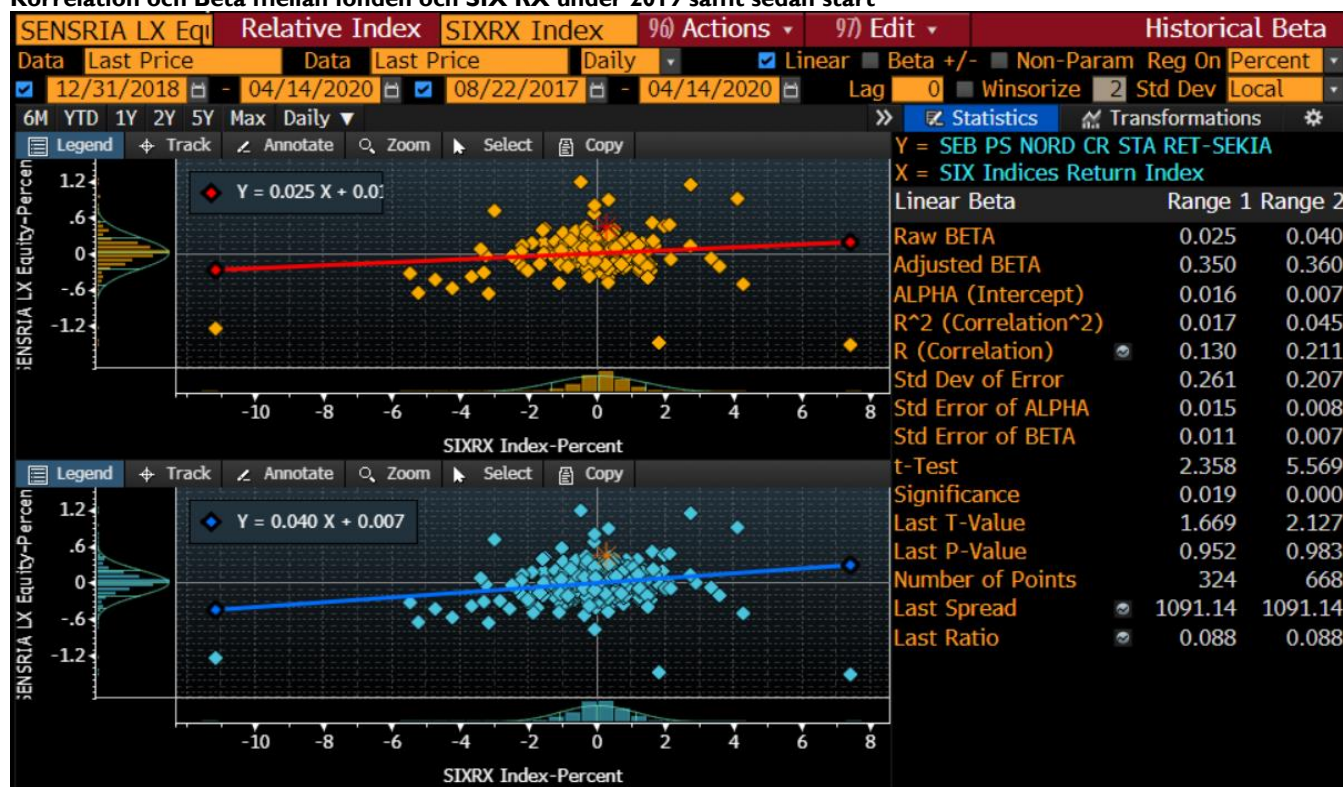 Korrelation och Beta mellan fonden och SIX RX under 2019 samt sedan start
SENSRIA LX Equi Relative Index SIXRX Index 96) Actions 97) Edit Historical Beta
Data Last Price Data Last Price Daily Linear Beta +/- Non-Param Reg On Percent
12/31/2018 - 04/14/2020 08/22/2017 - 04/14/2020 Lag 0 Winsorize 2 Std Dev Local
6M YTD 1Y 2Y 5Y Max Daily ▼ » Statistics Transformations
Legend Track Annotate Zoom Select Copy
Y = SEB PS NORD CR STA RET-SEKIA
X = SIX Indices Return Index
Linear Beta Range 1 Range 2
Raw BETA 0.025 0.040
Adjusted BETA 0.350 0.360
ALPHA (Intercept) 0.016 0.007
R^2 (Correlation^2) 0.017 0.045
R (Correlation) 0.130 0.211
Std Dev of Error 0.261 0.207
Std Error of ALPHA 0.015 0.008
Std Error of BETA 0.011 0.007
t-Test 2.358 5.569
Significance 0.019 0.000
Last T-Value 1.669 2.127
Last P-Value 0.952 0.983
Number of Points 324 668
Last Spread 1091.14 1091.14
Last Ratio 0.088 0.088
Y = 0.025 X + 0.01
1.2
.6
0
-.6
-1.2
SENSRIA LX Equity-Percen
-10 -8 -6 -4 -2 0 2 4 6 8
SIXRX Index-Percent
Legend Track Annotate Zoom Select Copy
Y = 0.040 X + 0.007
1.2
.6
0
-.6
-1.2
SENSRIA LX Equity-Percen
-10 -8 -6 -4 -2 0 2 4 6 8
SIXRX Index-Percent